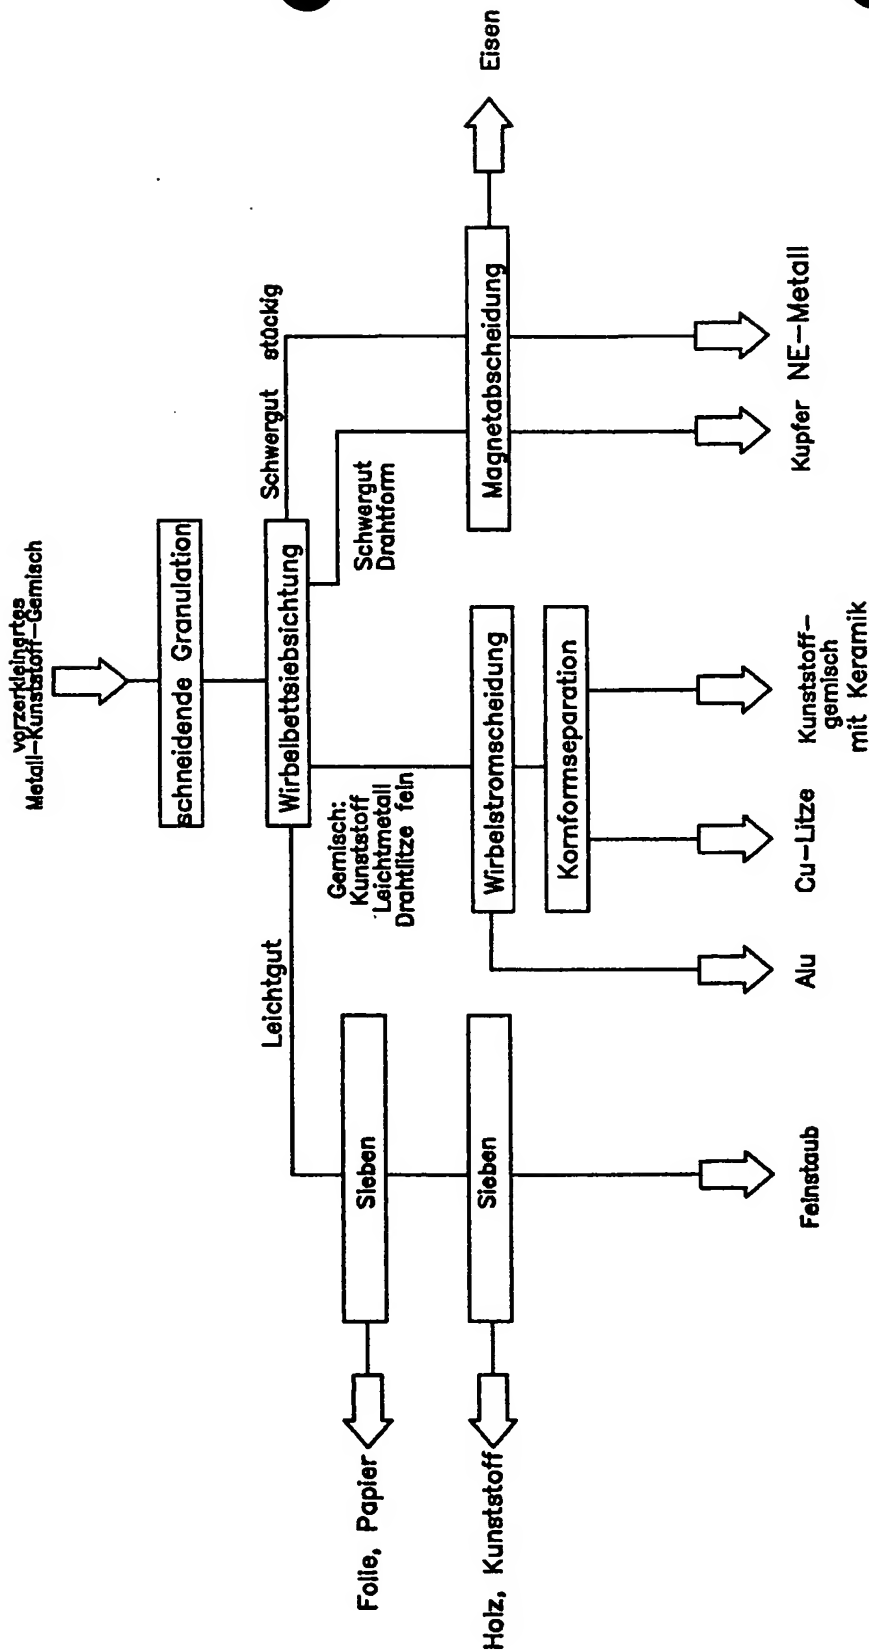 vorzerkleinertes
Metall-Kunststoff-Gemisch
schneidende Granulation
Wirbelbettsiebsichtung
Leichtgut
Gemisch:
Kunststoff
Leichtmetall
Drahtlitze fein
Schwergut
Drahtform
Schwergut stückig
Sieben
Folie, Papier
Sieben
Holz, Kunststoff
Wirbelstromscheidung
Kornformseparation
Magnetabscheidung
Eisen
Feinstaub
Alu
Cu-Litze
Kunststoff-
gemisch
mit Keramik
Kupfer
NE-Metall